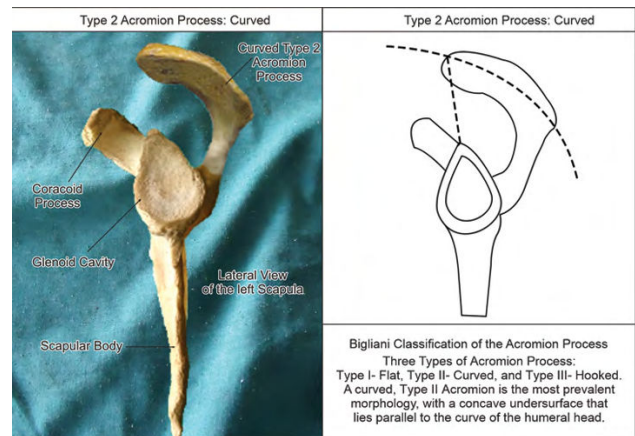 Type 2 Acromion Process: Curved
Curved Type 2
Acromion
Process
Coracoid
Process
Glenoid Cavity
Lateral View
of the left Scapula
Scapular Body
Type 2 Acromion Process: Curved
Bigliani Classification of the Acromion Process
Three Types of Acromion Process:
Type I- Flat, Type II- Curved, and Type III- Hooked.
A curved, Type II Acromion is the most prevalent
morphology, with a concave undersurface that
lies parallel to the curve of the humeral head.